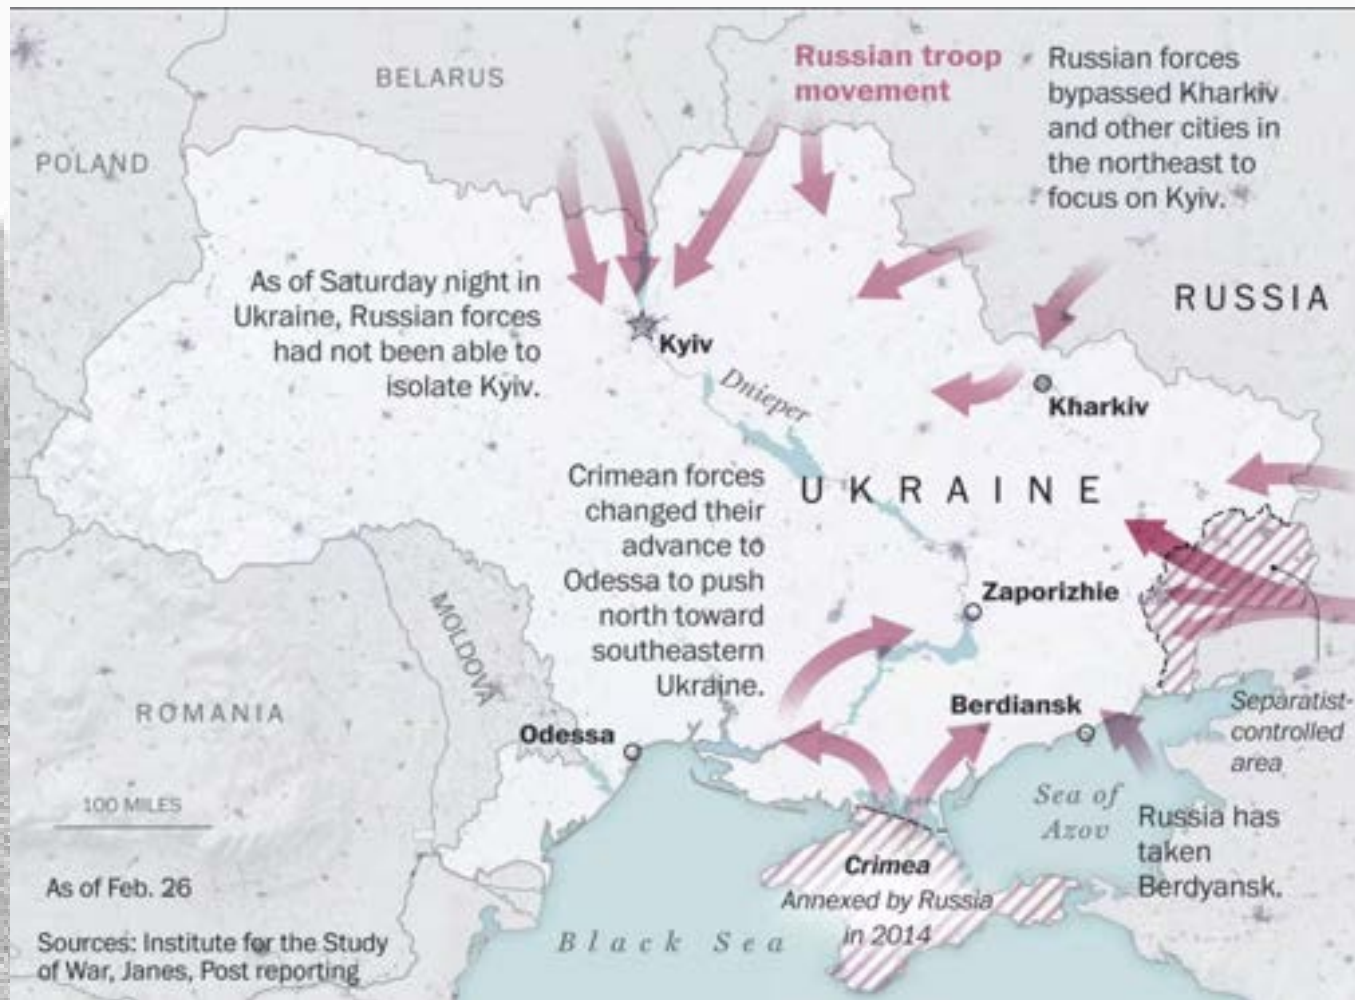 BELARUS
POLAND
Russian troop
movement
Russian forces
bypassed Kharkiv
and other cities in
the northeast to
focus on Kyiv.
As of Saturday night in
Ukraine, Russian forces
had not been able to
isolate Kyiv.
RUSSIA
Kyiv
Dnieper
Kharkiv
UKRAINE
Crimean forces
changed their
advance to
Odessa to push
north toward
southeastern
Ukraine.
Zaporizhie
MOLDOVA
ROMANIA
Odessa
Berdiansk
Separatist-
controlled
area
Sea of
Azov
Russia has
taken
Berdyansk.
100 MILES
Crimea
Annexed by Russia
in 2014
Black Sea
As of Feb. 26
Sources: Institute for the Study
of War, Janes, Post reporting